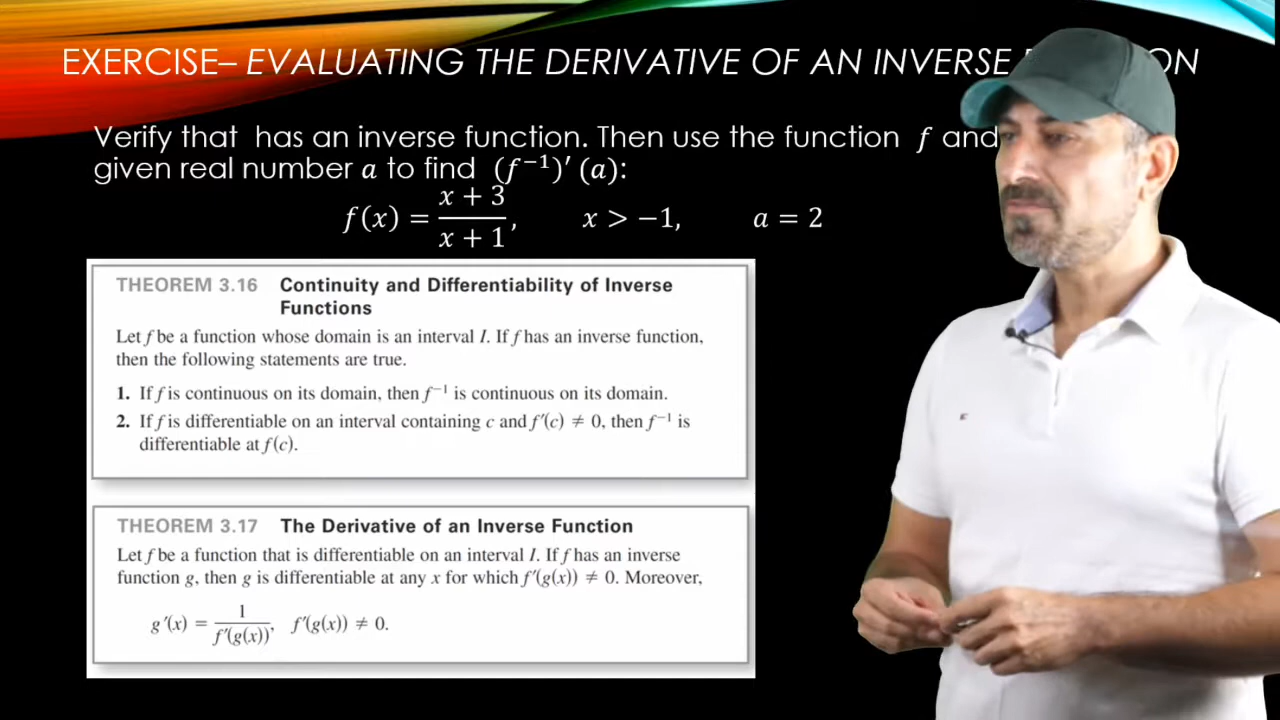 EXERCISE– EVALUATING THE DERIVATIVE OF AN INVERSE
Verify that has an inverse function. Then use the function f and
given real number a to find (f⁻¹)′ (a):
f(x) = (x + 3)/(x + 1), x > −1, a = 2
THEOREM 3.16 Continuity and Differentiability of Inverse
Functions
Let f be a function whose domain is an interval I. If f has an inverse function,
then the following statements are true.
1. If f is continuous on its domain, then f⁻¹ is continuous on its domain.
2. If f is differentiable on an interval containing c and f′(c) ≠ 0, then f⁻¹ is
differentiable at f(c).
THEOREM 3.17 The Derivative of an Inverse Function
Let f be a function that is differentiable on an interval I. If f has an inverse
function g, then g is differentiable at any x for which f′(g(x)) ≠ 0. Moreover,
g′(x) = 1/f′(g(x)), f′(g(x)) ≠ 0.